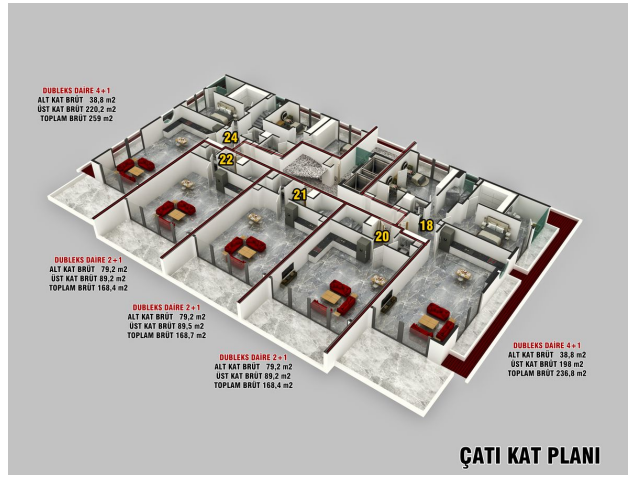 DUBLEKS DAİRE 4+1
ALT KAT BRÜT 38,8 m2
ÜST KAT BRÜT 220,2 m2
TOPLAM BRÜT 259 m2
24
22
21
20
18
DUBLEKS DAİRE 2+1
ALT KAT BRÜT 79,2 m2
ÜST KAT BRÜT 89,2 m2
TOPLAM BRÜT 168,4 m2
DUBLEKS DAİRE 2+1
ALT KAT BRÜT 79,2 m2
ÜST KAT BRÜT 89,5 m2
TOPLAM BRÜT 168,7 m2
DUBLEKS DAİRE 2+1
ALT KAT BRÜT 79,2 m2
ÜST KAT BRÜT 89,2 m2
TOPLAM BRÜT 168,4 m2
DUBLEKS DAİRE 4+1
ALT KAT BRÜT 38,8 m2
ÜST KAT BRÜT 198 m2
TOPLAM BRÜT 236,8 m2
ÇATI KAT PLANI